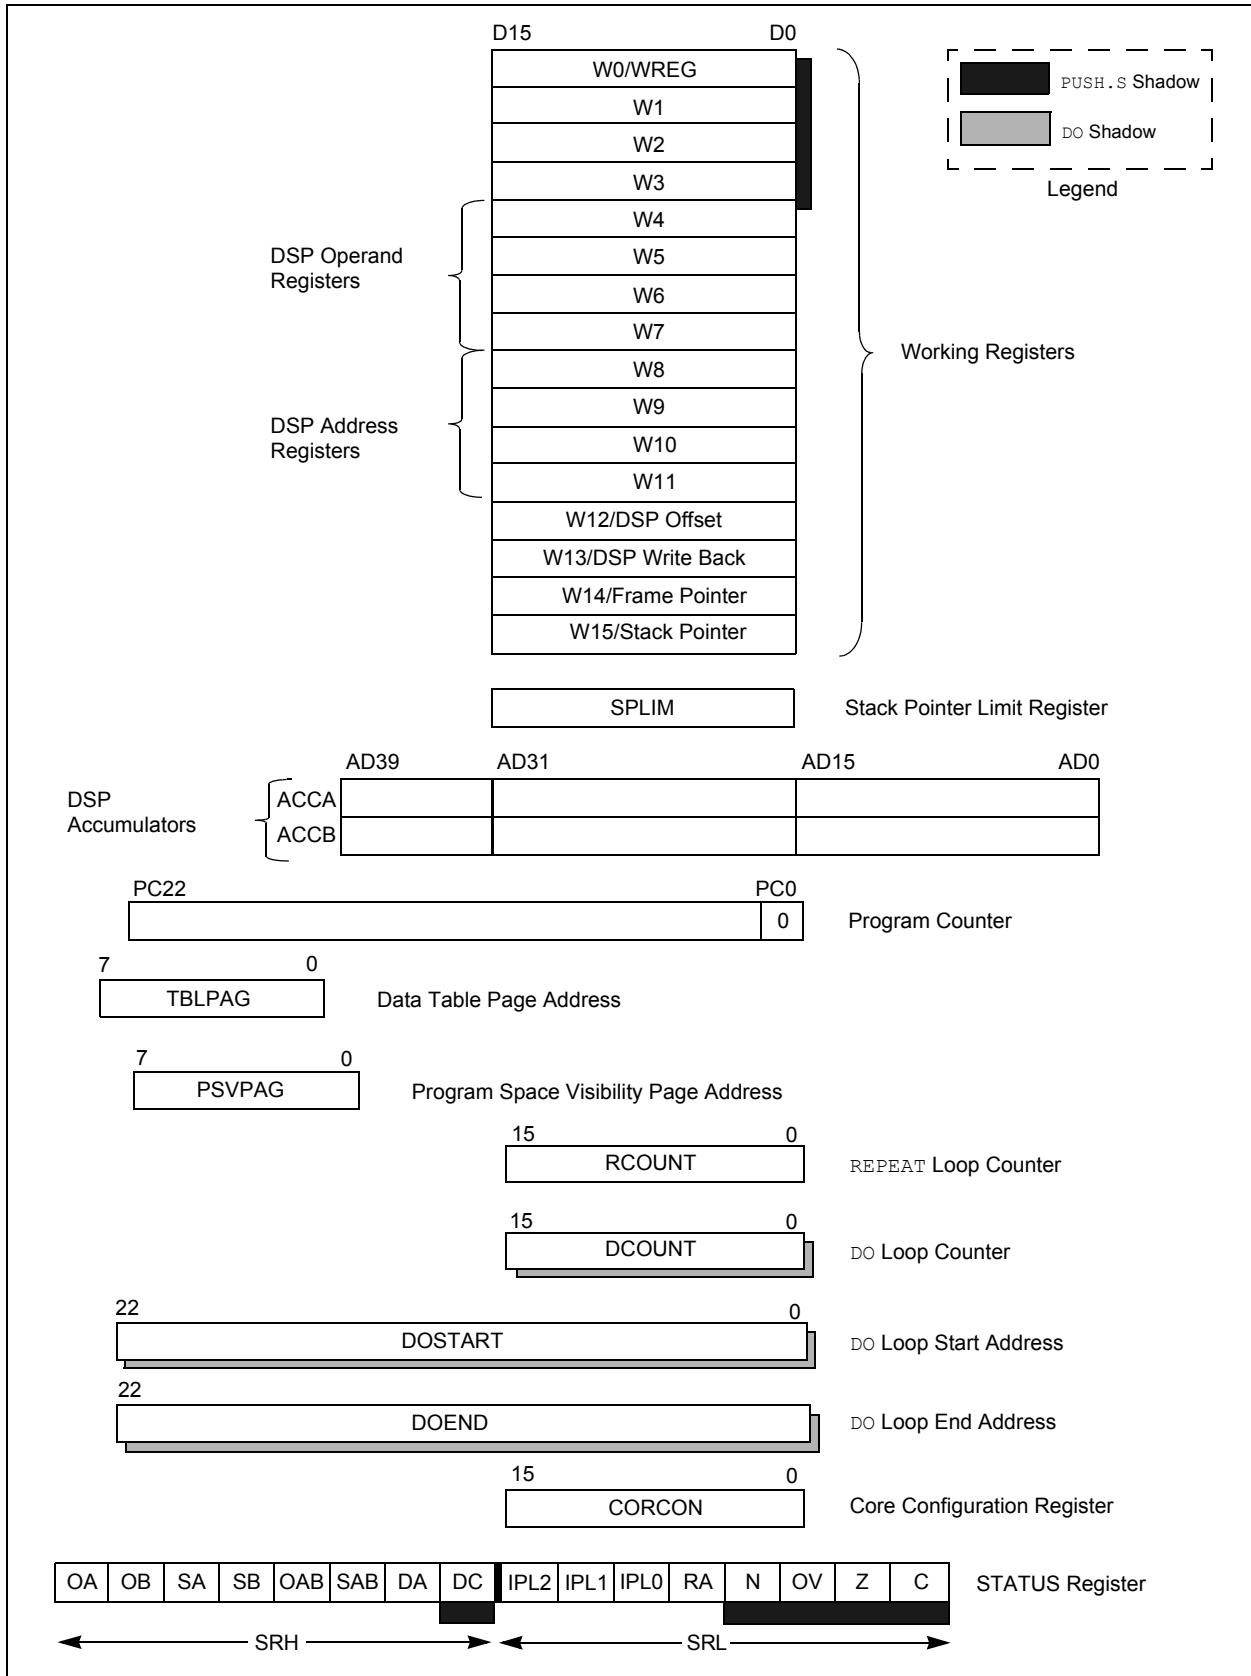 D15 D0
W0/WREG
W1
W2
W3
W4
W5
W6
W7
W8
W9
W10
W11
W12/DSP Offset
W13/DSP Write Back
W14/Frame Pointer
W15/Stack Pointer
PUSH.S Shadow
DO Shadow
Legend
DSP Operand
Registers
DSP Address
Registers
Working Registers
SPLIM Stack Pointer Limit Register
AD39 AD31 AD15 AD0
DSP
Accumulators
ACCA
ACCB
PC22 PC0
0 Program Counter
7 0
TBLPAG Data Table Page Address
7 0
PSVPAG Program Space Visibility Page Address
15 0
RCOUNT REPEAT Loop Counter
15 0
DCOUNT DO Loop Counter
22 0
DOSTART DO Loop Start Address
22
DOEND DO Loop End Address
15 0
CORCON Core Configuration Register
OA OB SA SB OAB SAB DA DC IPL2 IPL1 IPL0 RA N OV Z C STATUS Register
SRH SRL